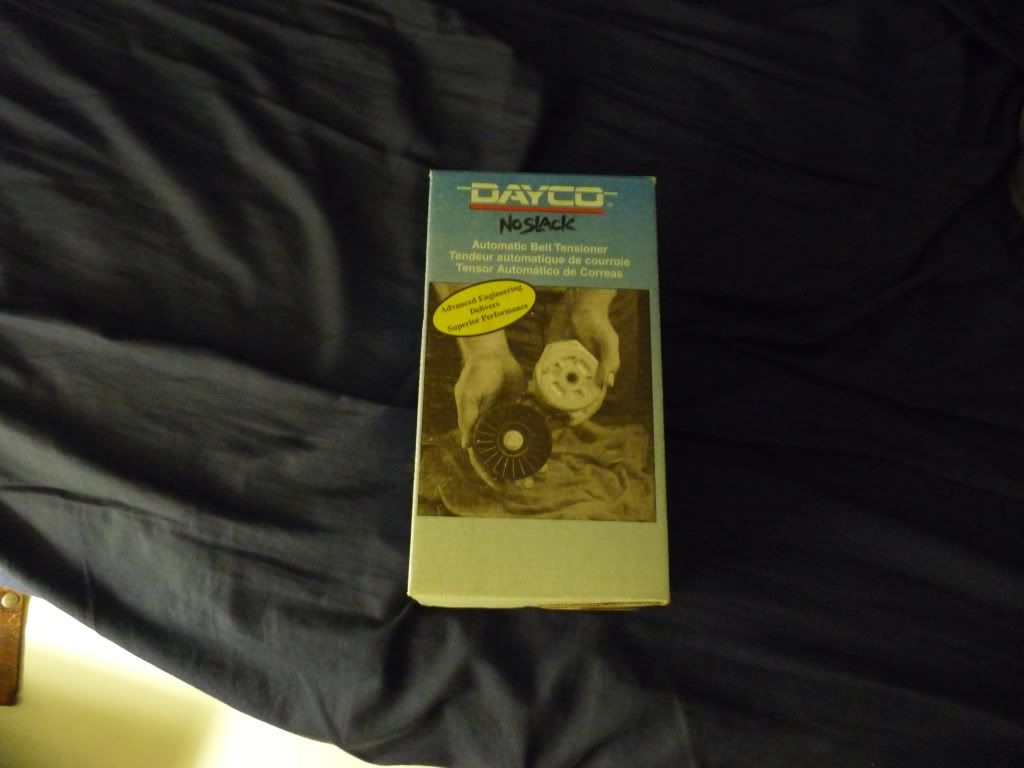 DAYCO®
NOSLACK
Automatic Belt Tensioner
Tendeur automatique de courroie
Tensor Automático de Correas
Advanced Engineering
Delivers
Superior Performance